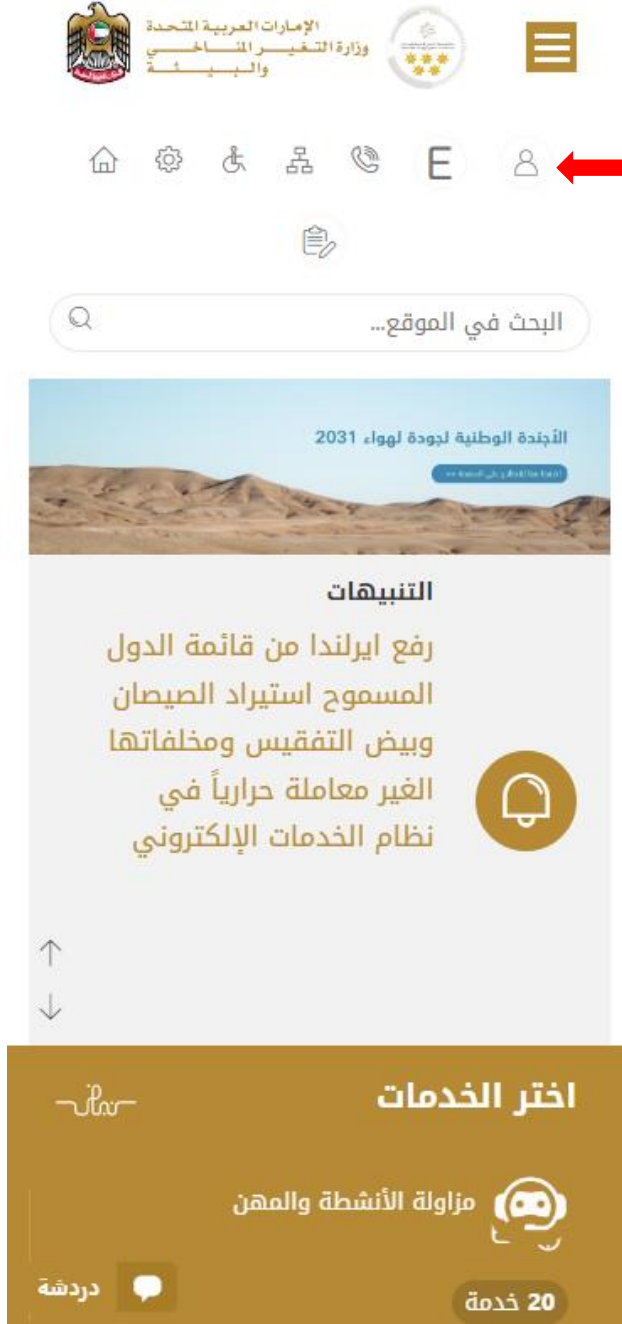 الإمارات العربية المتحدة
وزارة التغير المناخي
والبيئة
E
البحث في الموقع...
الأجندة الوطنية لجودة لهواء 2031
التنبيهات
رفع ايرلندا من قائمة الدول
المسموح استيراد الصيصان
وبيض التفقيس ومخلفاتها
الغير معاملة حرارياً في
نظام الخدمات الإلكتروني
اختر الخدمات
مزاولة الأنشطة والمهن
20 خدمة
دردشة